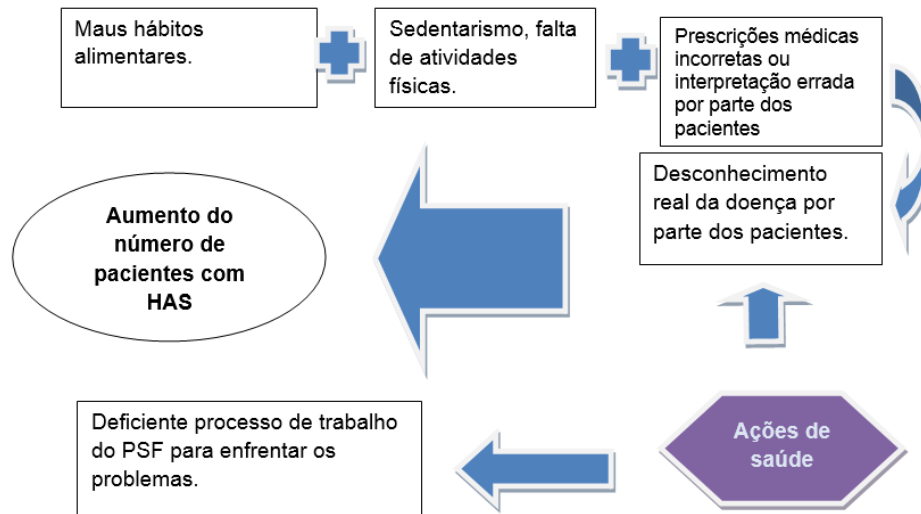 Maus hábitos
alimentares.
Sedentarismo, falta
de atividades
físicas.
Prescrições médicas
incorretas ou
interpretação errada
por parte dos
pacientes
Desconhecimento
real da doença por
parte dos pacientes.
Aumento do
número de
pacientes com
HAS
Deficiente processo de trabalho
do PSF para enfrentar os
problemas.
Ações de
saúde